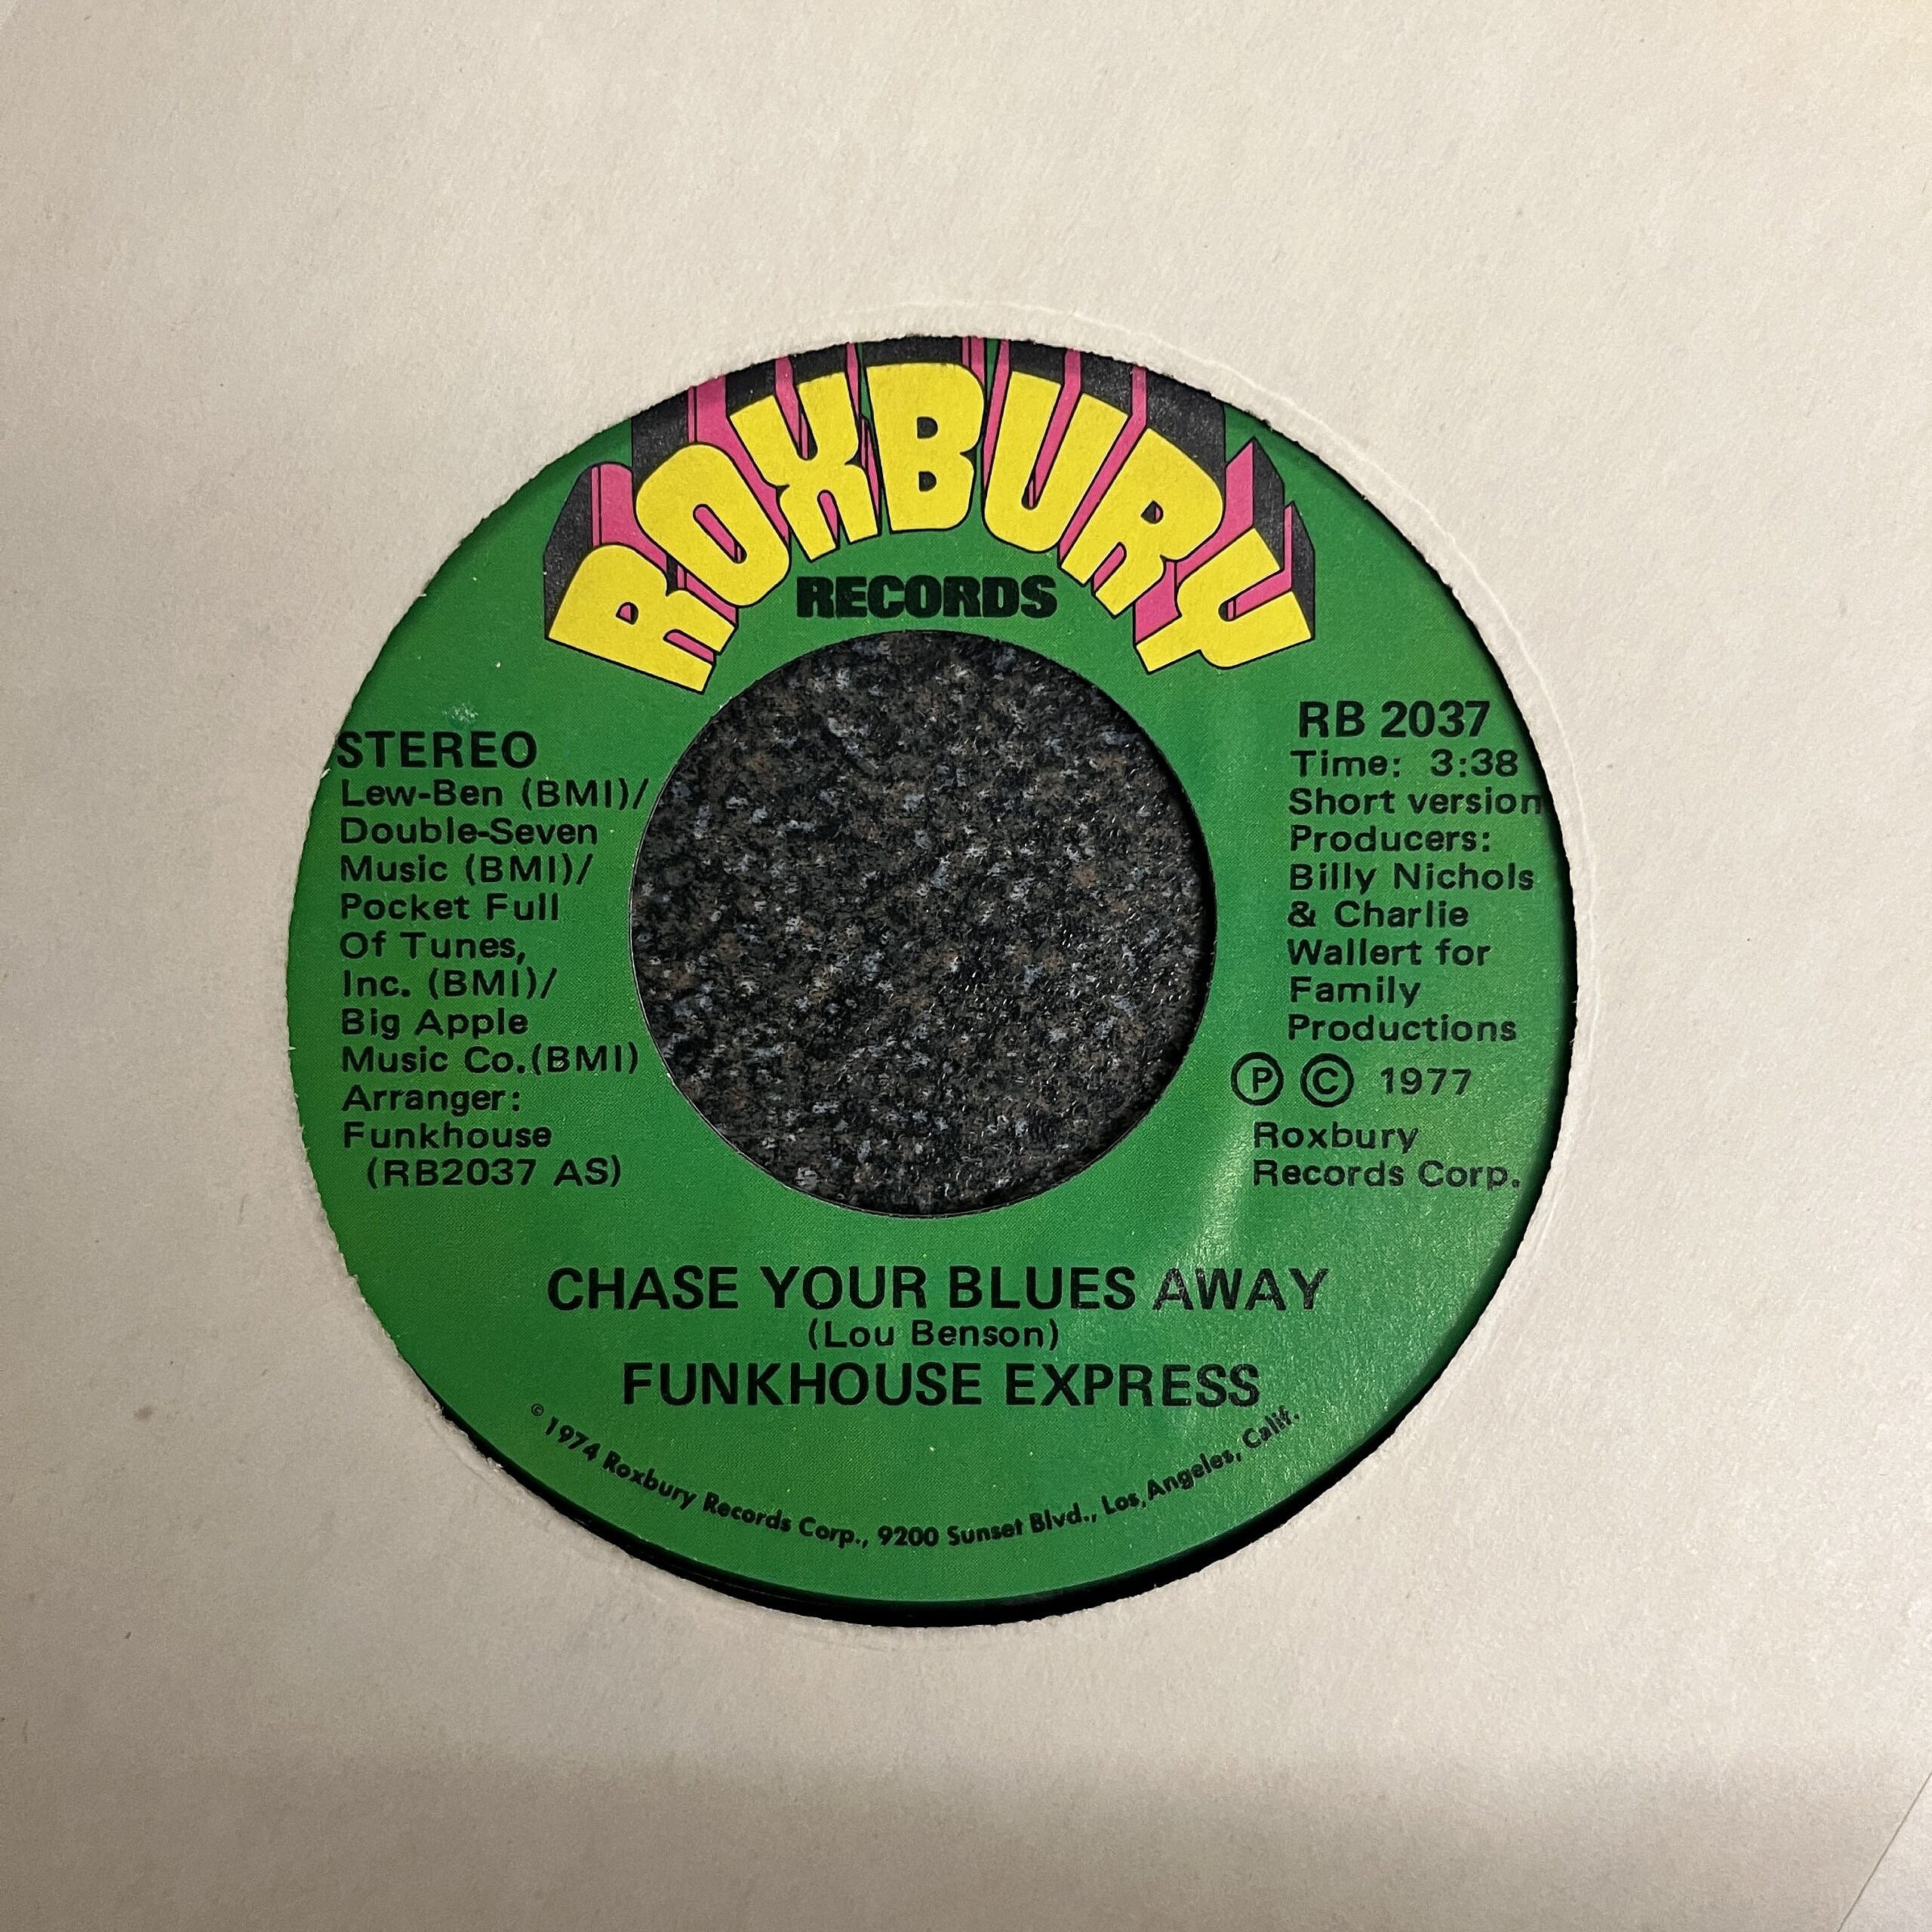 ROXBURY
RECORDS
STEREO
Lew-Ben (BMI)/
Double-Seven
Music (BMI)/
Pocket Full
Of Tunes,
Inc. (BMI)/
Big Apple
Music Co.(BMI)
Arranger:
Funkhouse
(RB2037 AS)
RB 2037
Time: 3:38
Short version
Producers:
Billy Nichols
& Charlie
Wallert for
Family
Productions
Ⓟ © 1977
Roxbury
Records Corp.
CHASE YOUR BLUES AWAY
(Lou Benson)
FUNKHOUSE EXPRESS
© 1974 Roxbury Records Corp., 9200 Sunset Blvd., Los Angeles, Calif.